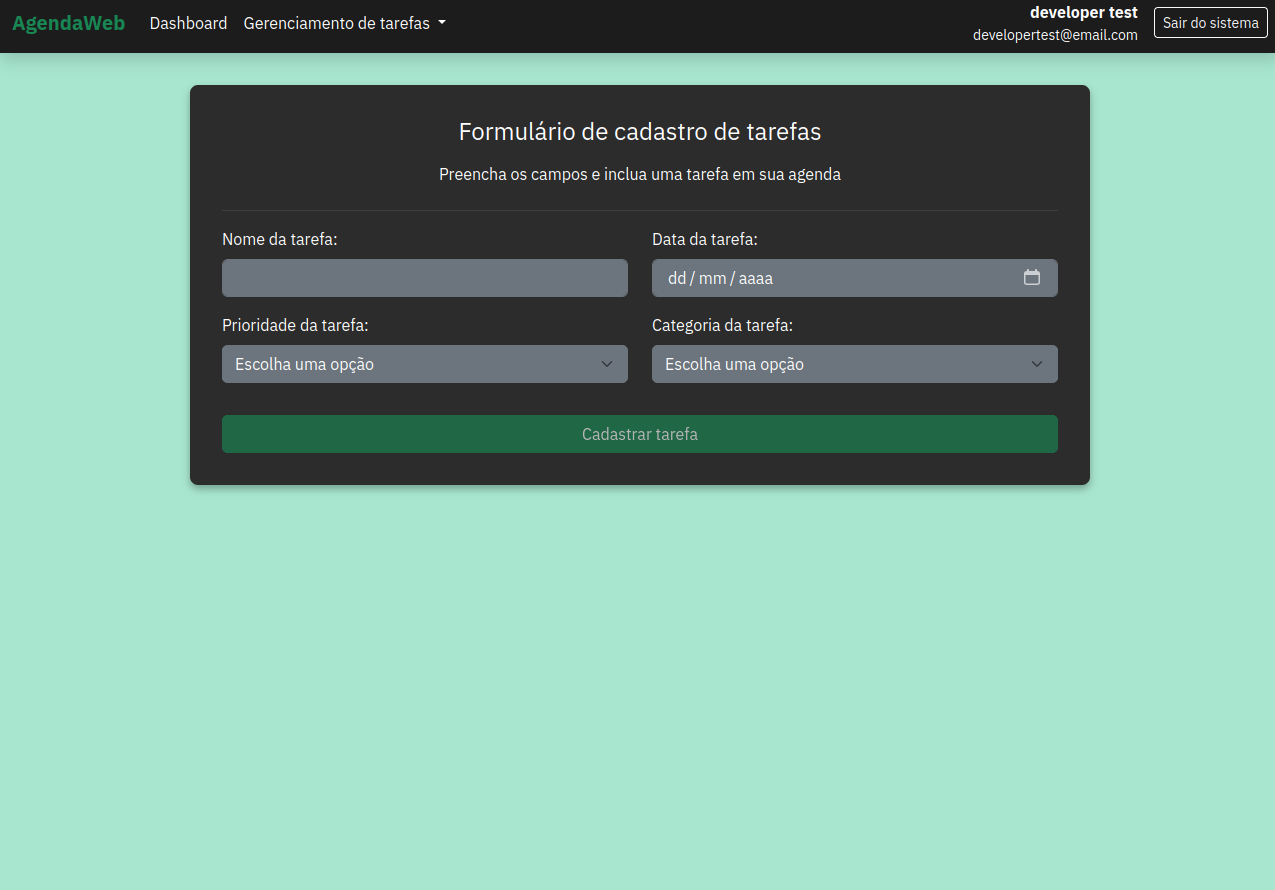 AgendaWeb Dashboard Gerenciamento de tarefas
developer test
developertest@email.com
Sair do sistema
Formulário de cadastro de tarefas
Preencha os campos e inclua uma tarefa em sua agenda
Nome da tarefa:
Data da tarefa:
dd / mm / aaaa
Prioridade da tarefa:
Categoria da tarefa:
Escolha uma opção
Escolha uma opção
Cadastrar tarefa